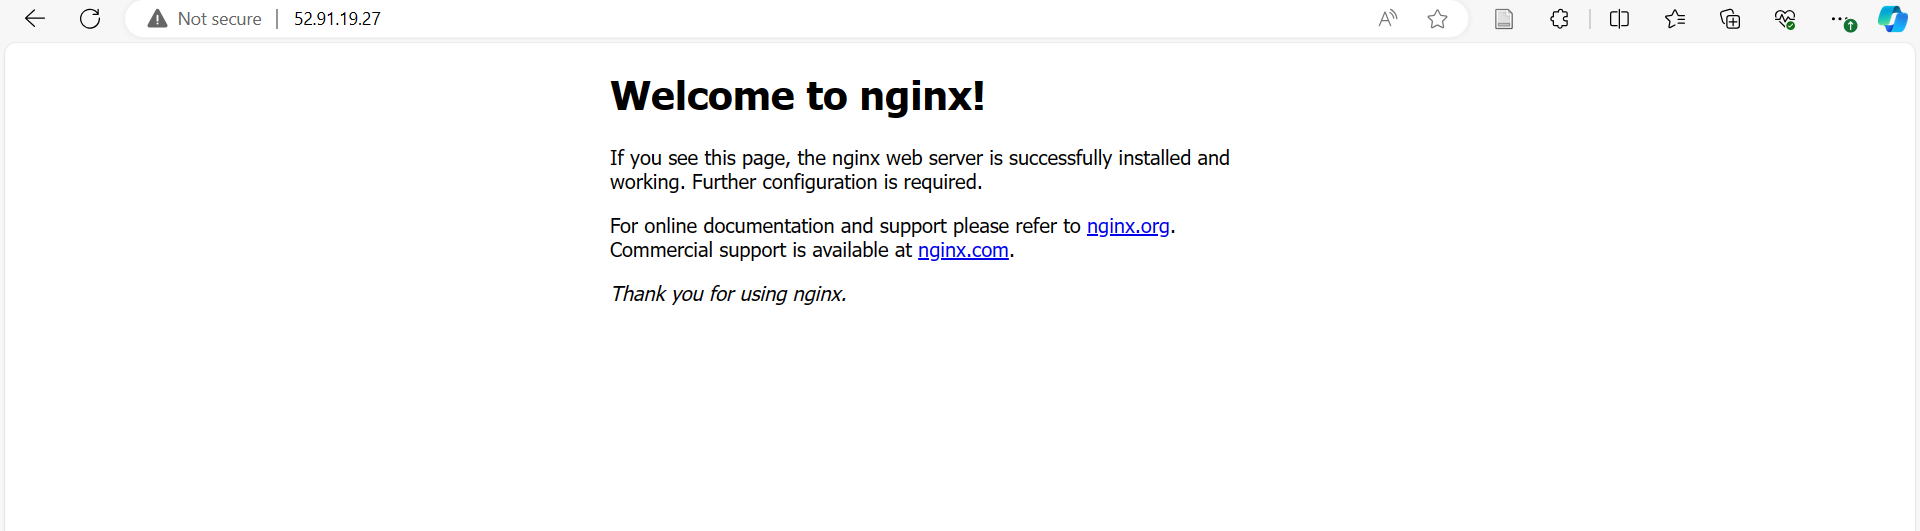 Not secure | 52.91.19.27
Welcome to nginx!
If you see this page, the nginx web server is successfully installed and
working. Further configuration is required.
For online documentation and support please refer to nginx.org.
Commercial support is available at nginx.com.
Thank you for using nginx.